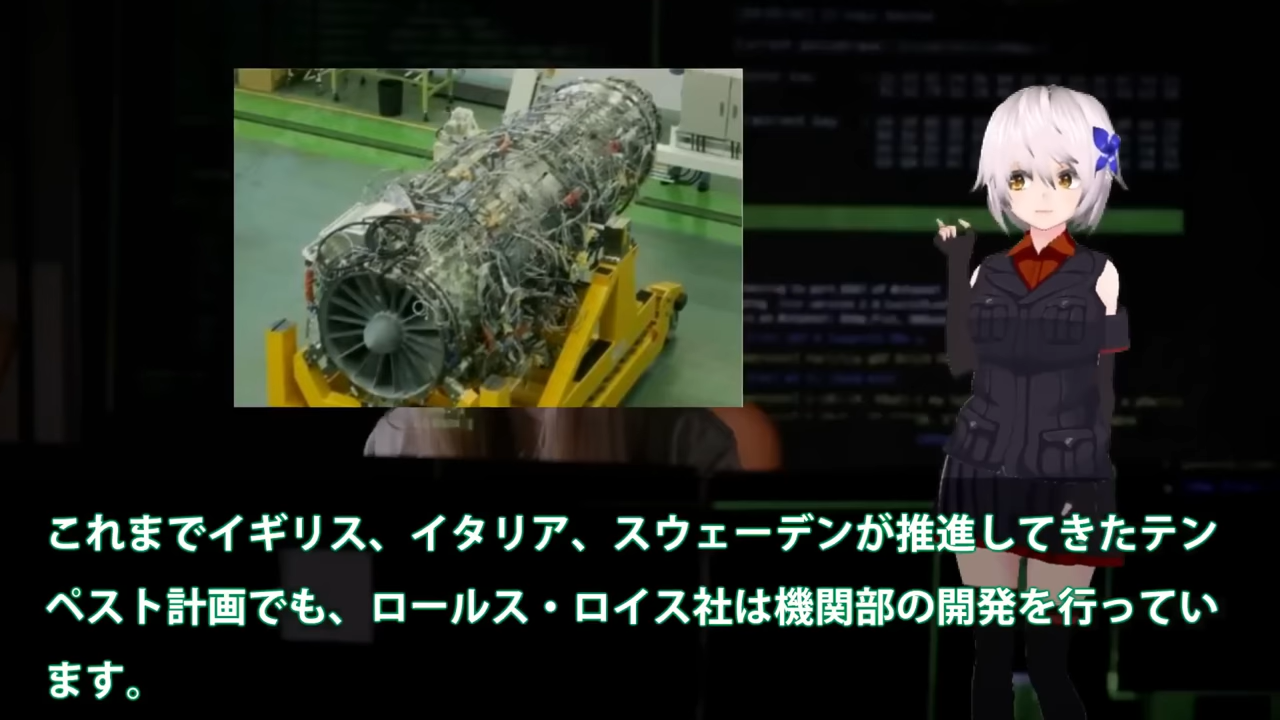 これまでイギリス、イタリア、スウェーデンが推進してきたテン
ペスト計画でも、ロールス・ロイス社は機関部の開発を行ってい
ます。